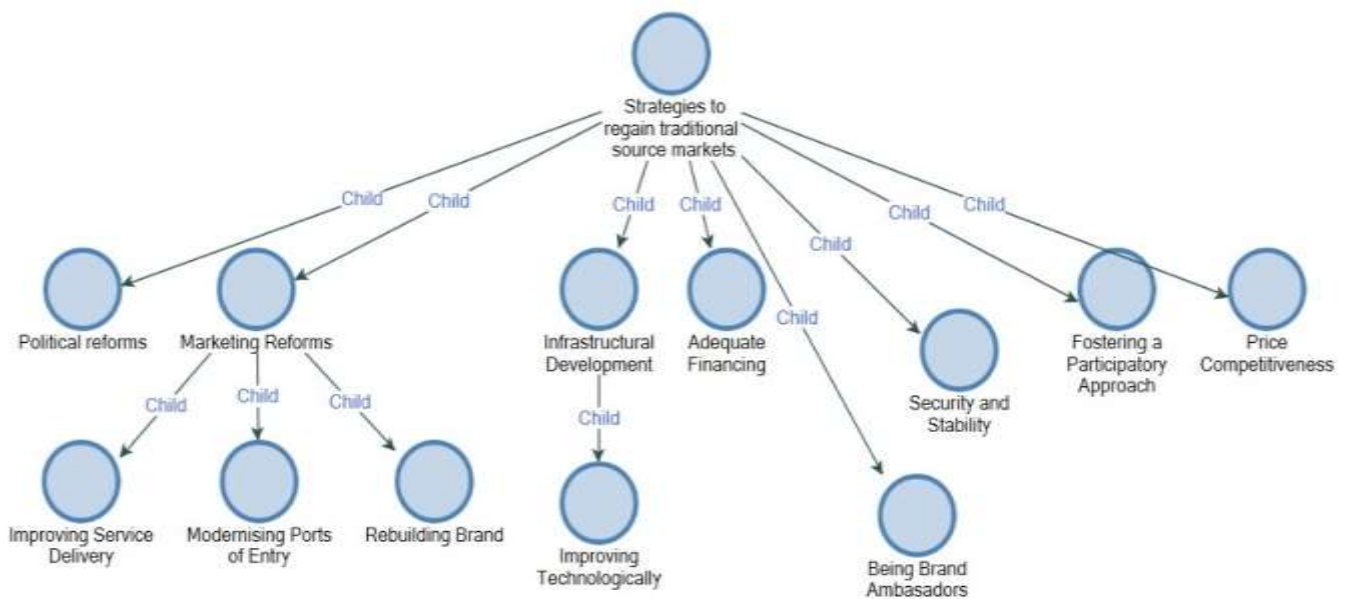 Strategies to
regain traditional
source markets
Child
Child
Child
Child
Child
Child
Child
Child
Political reforms
Marketing Reforms
Infrastructural
Development
Adequate
Financing
Security and
Stability
Fostering a
Participatory
Approach
Price
Competitiveness
Child
Child
Child
Child
Improving Service
Delivery
Modernising Ports
of Entry
Rebuilding Brand
Improving
Technologically
Being Brand
Ambasadors